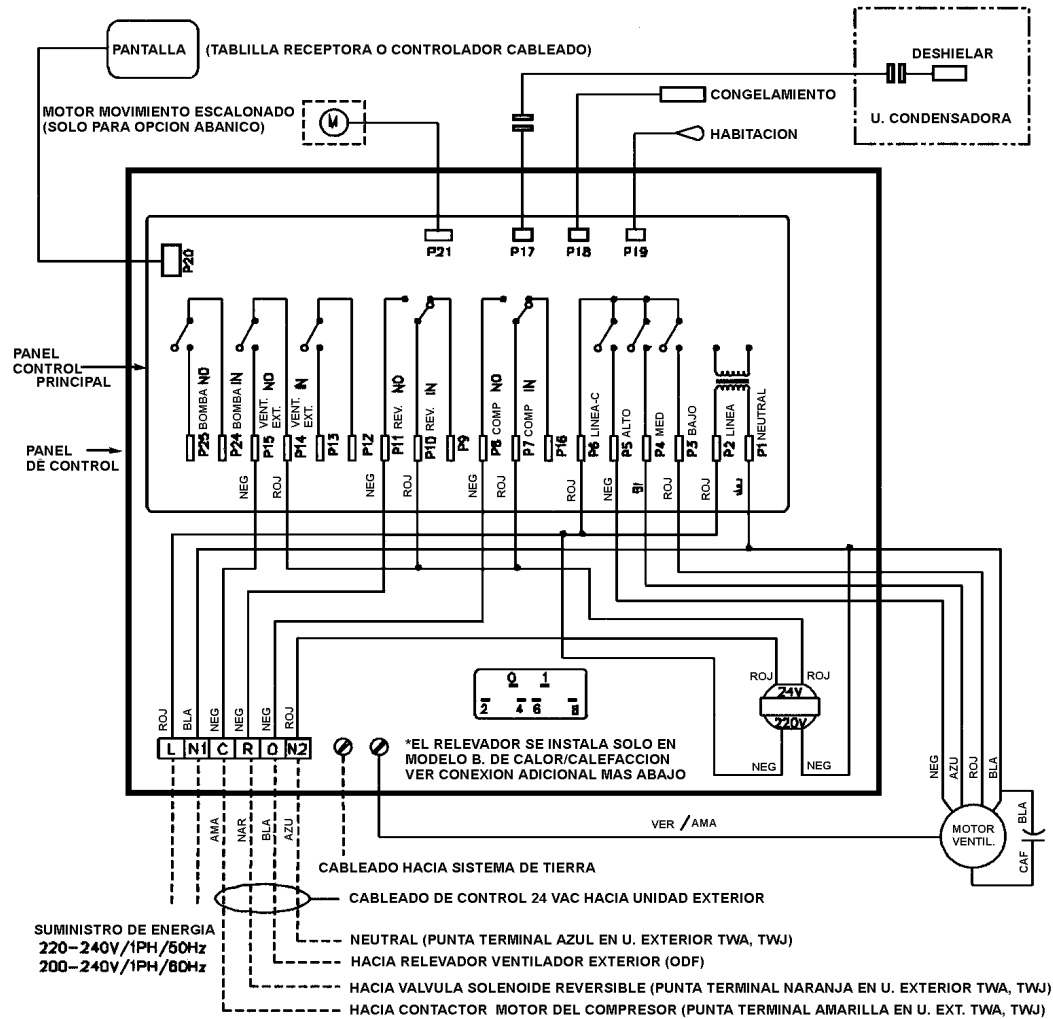 PANTALLA
(TABLILLA RECEPTORA O CONTROLADOR CABLEADO)
DESHIELAR
U. CONDENSADORA
CONGELAMIENTO
MOTOR MOVIMIENTO ESCALONADO
(SOLO PARA OPCION ABANICO)
M
HABITACION
P20
P21
P17
P18
P19
PANEL
CONTROL
PRINCIPAL
PANEL
DE CONTROL
P25 BOMBA NO
P24 BOMBA IN
P15 VENT. EXT. NO
P14 VENT. EXT. IN
P13
P12
P11 REV. NO
P10 REV. IN
P9
P8 COMP NO
P7 COMP IN
P16
P6 LINEA-C
P5 ALTO
P4 MED
P3 BAJO
P2 LINEA
P1 NEUTRAL
NEG
ROJ
NEG
ROJ
NEG
ROJ
ROJ
NEG
ROJ
ROJ
ROJ
ROJ
24V
220V
NEG
NEG
0 1
2 4 6 8
ROJ
BLA
NEG
NEG
NEG
ROJ
L N1 C R O N2
*EL RELEVADOR SE INSTALA SOLO EN
MODELO B. DE CALOR/CALEFACCION
VER CONEXION ADICIONAL MAS ABAJO
NEG
AZU
ROJ
BLA
AMA
NAR
BLA
AZU
VER / AMA
MOTOR
VENTIL.
BLA
CAF
CABLEADO HACIA SISTEMA DE TIERRA
CABLEADO DE CONTROL 24 VAC HACIA UNIDAD EXTERIOR
SUMINISTRO DE ENERGIA
220-240V/1PH/50Hz
200-240V/1PH/60Hz
NEUTRAL (PUNTA TERMINAL AZUL EN U. EXTERIOR TWA, TWJ)
HACIA RELEVADOR VENTILADOR EXTERIOR (ODF)
HACIA VALVULA SOLENOIDE REVERSIBLE (PUNTA TERMINAL NARANJA EN U. EXTERIOR TWA, TWJ)
HACIA CONTACTOR MOTOR DEL COMPRESOR (PUNTA TERMINAL AMARILLA EN U. EXT. TWA, TWJ)